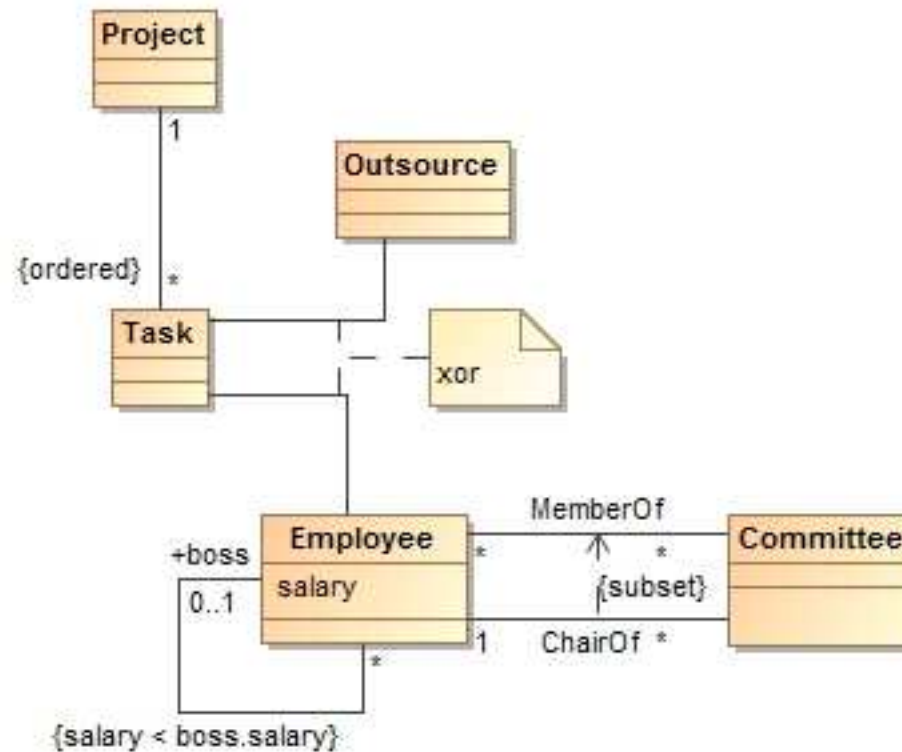 Project
1
Outsource
{ordered}
*
Task
xor
MemberOf
Employee
*
*
Committee
+boss
salary
{subset}
0..1
1
ChairOf *
*
{salary < boss.salary}